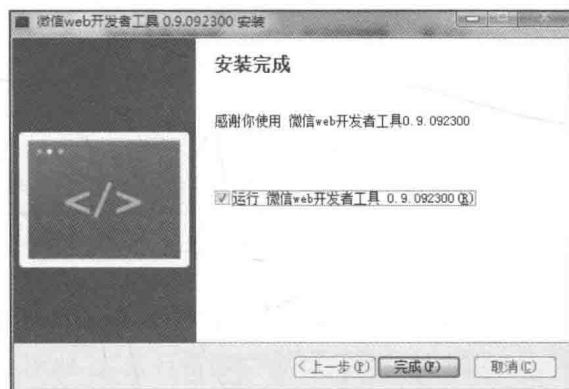 微信web开发者工具 0.9.092300 安装
安装完成
感谢你使用 微信web开发者工具0.9.092300
运行 微信web开发者工具 0.9.092300(R)
</>
<上一步(P) 完成(F) 取消(C)